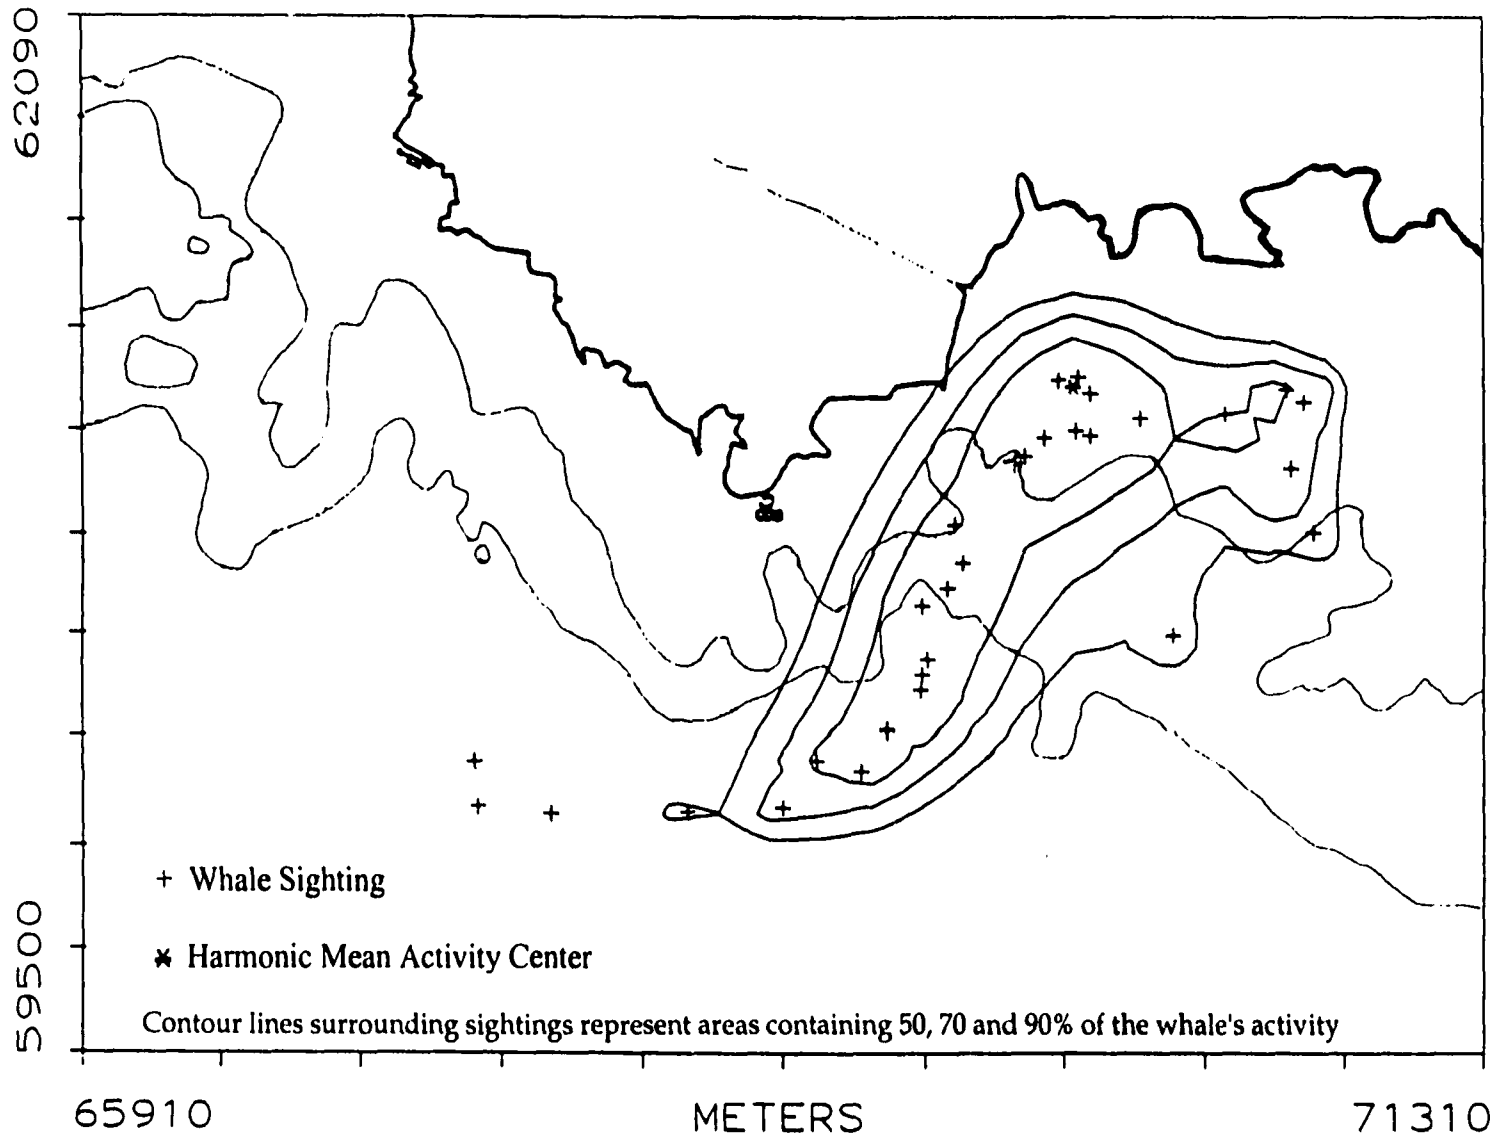 62090
+ Whale Sighting
* Harmonic Mean Activity Center
Contour lines surrounding sightings represent areas containing 50, 70 and 90% of the whale's activity
59500
65910 METERS 71310